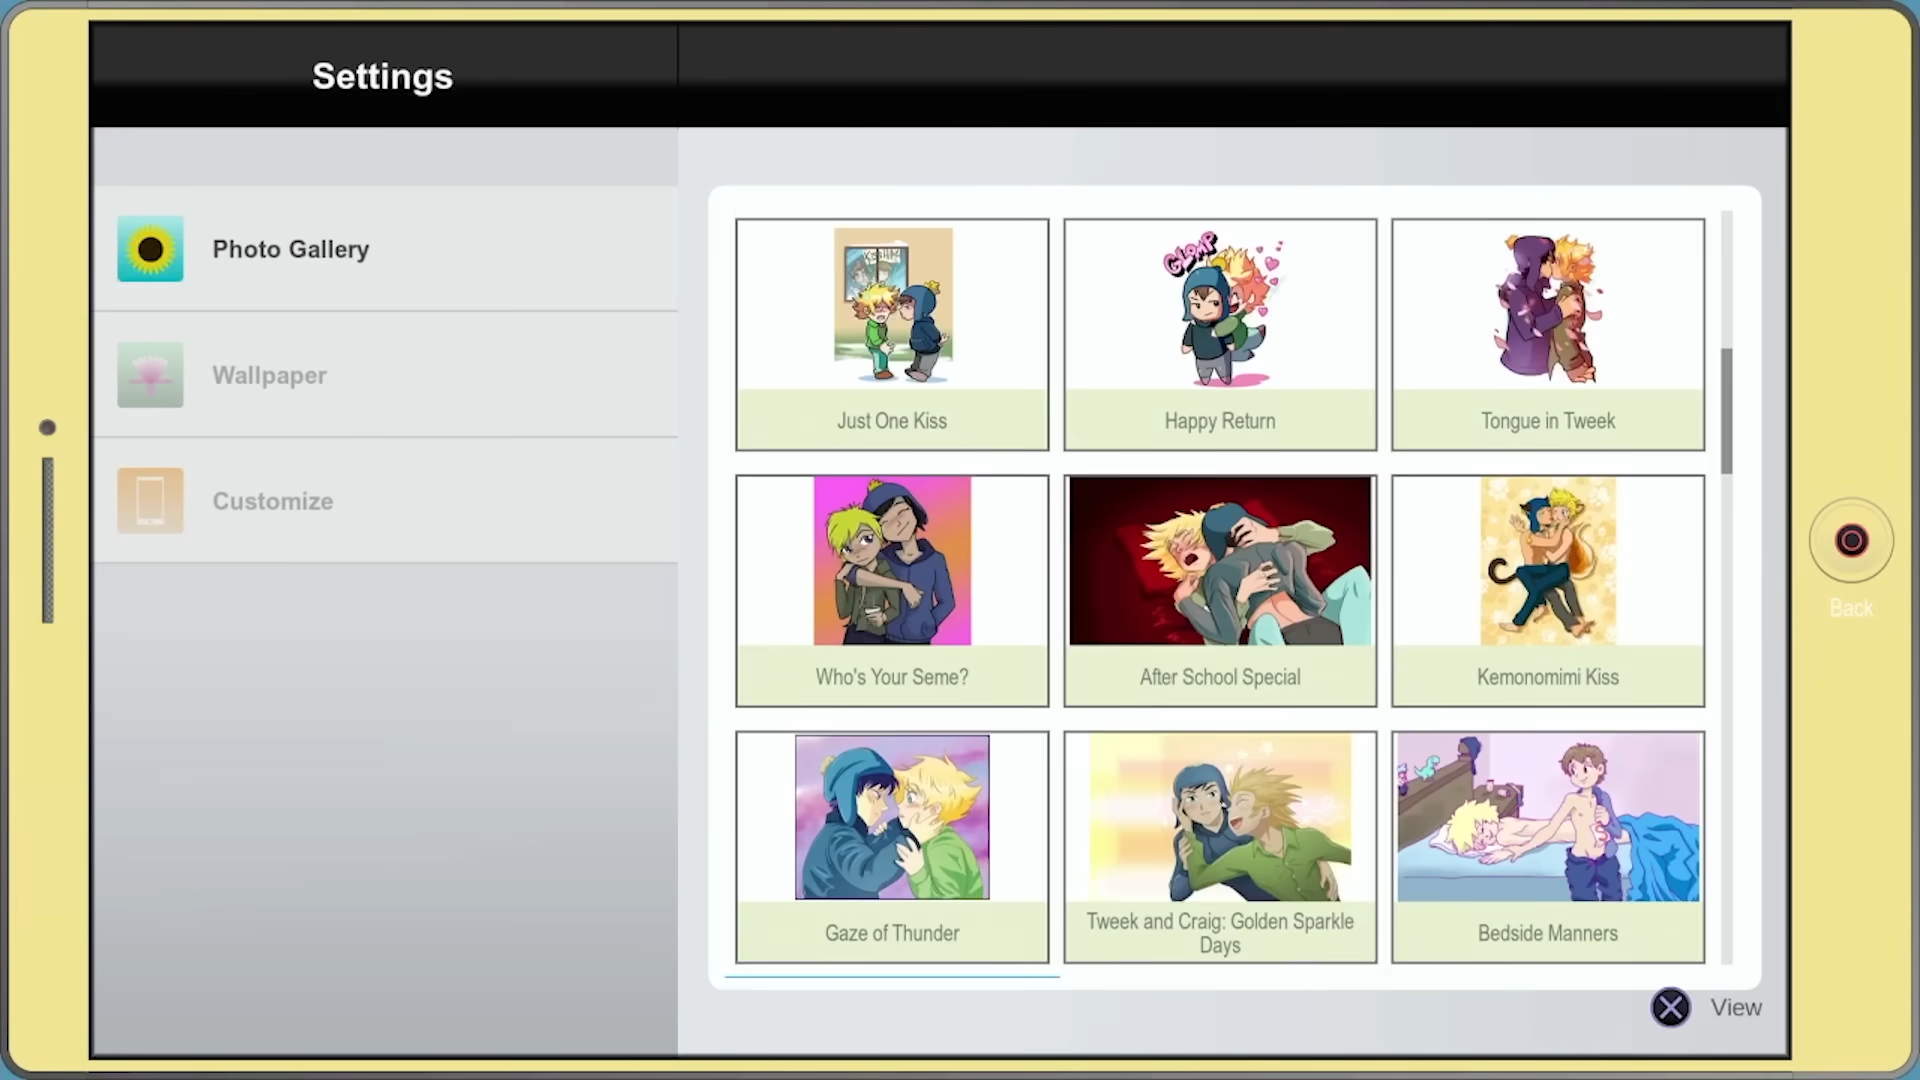 Settings
Photo Gallery
Wallpaper
Customize
GLOMP
Just One Kiss
Happy Return
Tongue in Tweek
Who's Your Seme?
After School Special
Kemonomimi Kiss
Gaze of Thunder
Tweek and Craig: Golden Sparkle
Days
Bedside Manners
Back
View